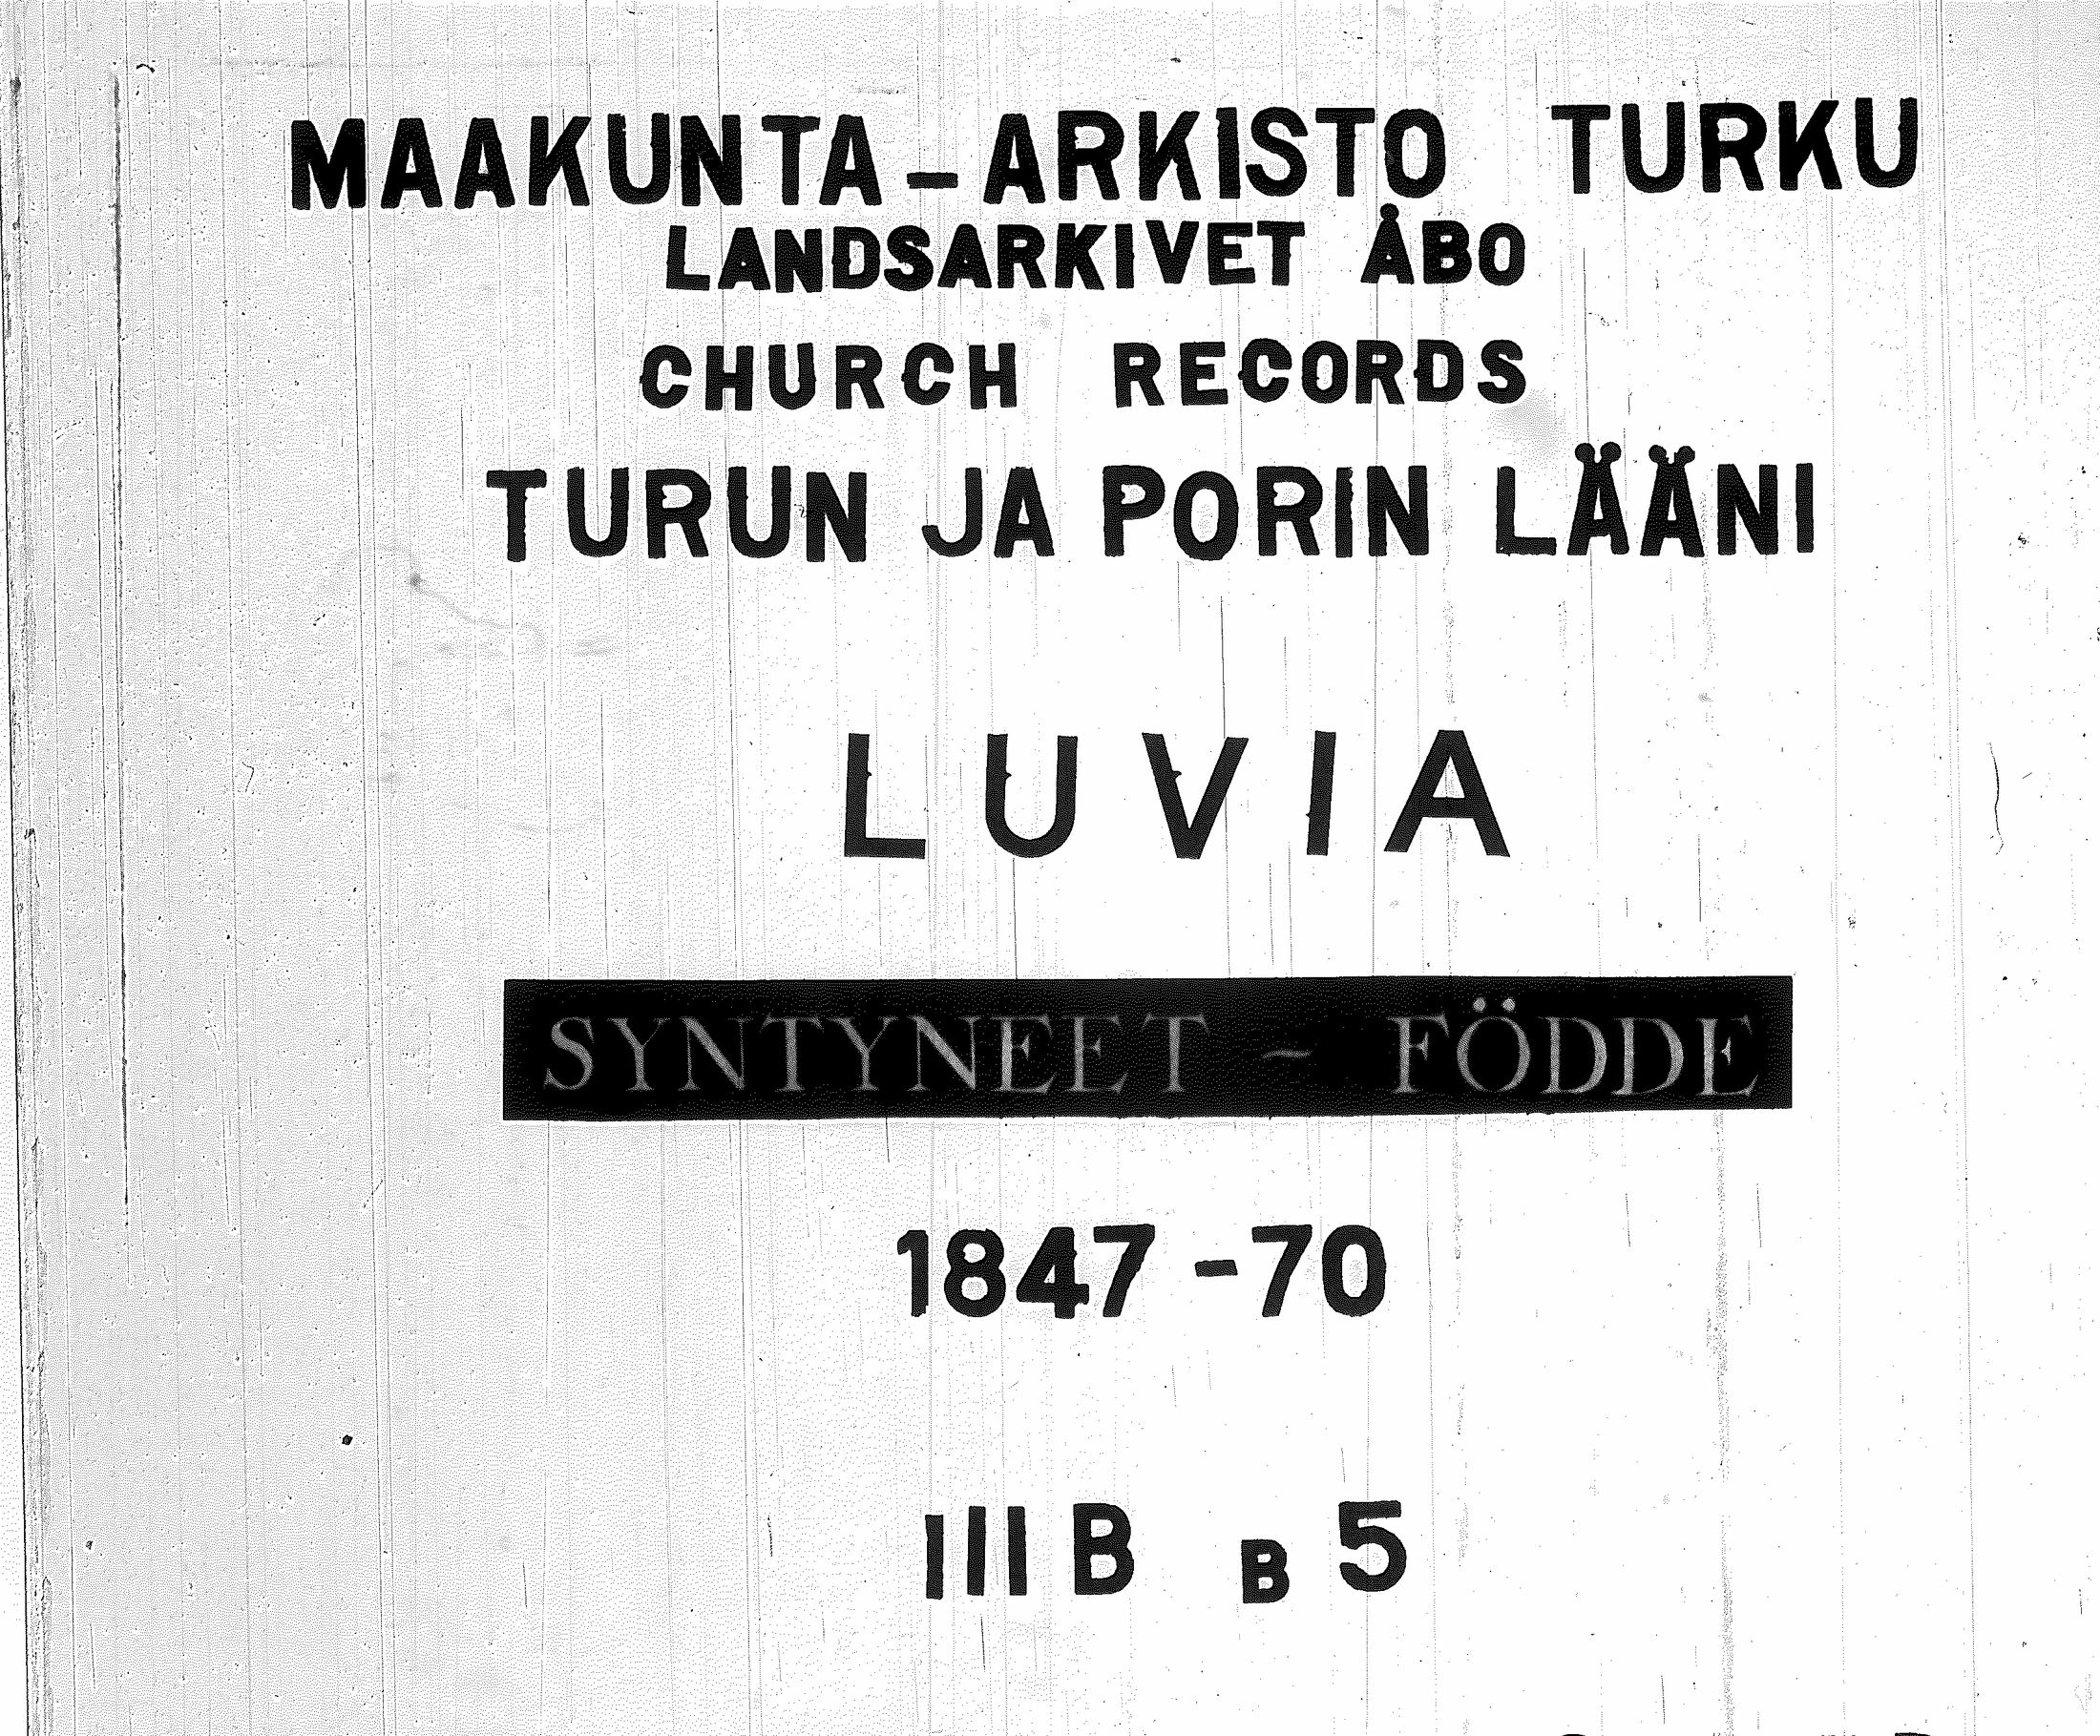 MAAKUNTA-ARKISTO TURKU
LANDSARKIVET ÅBO
CHURCH RECORDS
TURUN JA PORIN LÄÄNI
LUVIA
SYNTYNEET - FÖDDE
1847-70
III B B 5